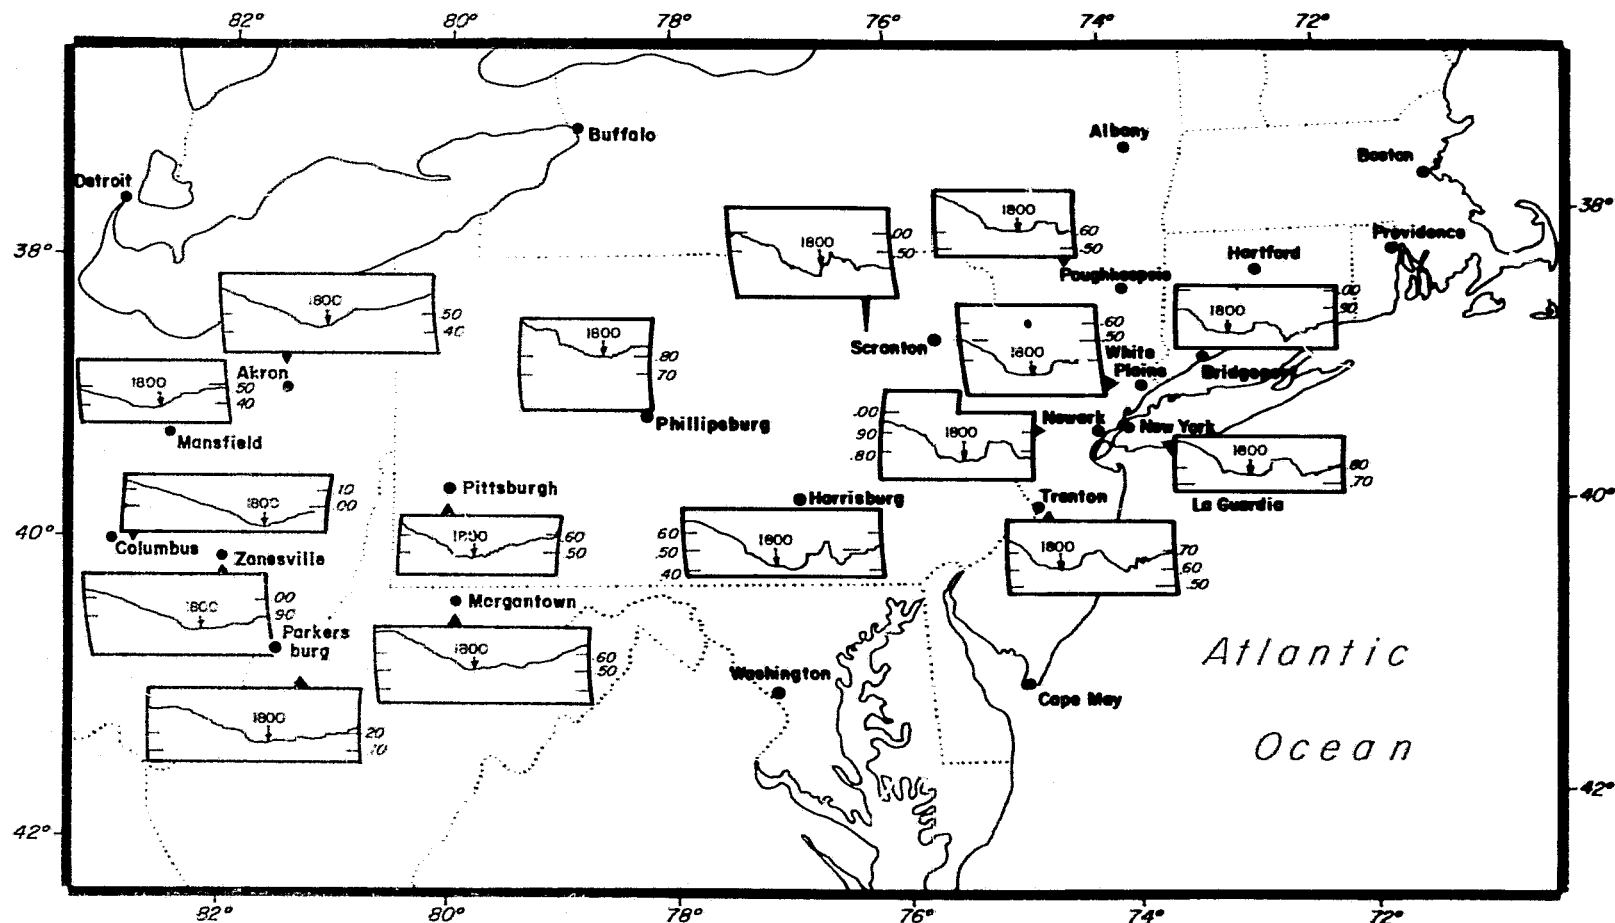 82° 80° 78° 76° 74° 72°
Albany
Buffalo
Boston
Detroit
38°
1800
.60
.50
Providence
38°
1800
.00
.50
Hartford
Poughkeepsie
1800
.50
40
1800
.00
.90
1800
.80
70
Scranton
.60
50
1800
White
Plains
Bridgeport
Akron
1800
50
40
Mansfield
Phillipsburg
.00
.90
.80
1800
Newark
New York
1800
.80
.70
La Guardia
1800
.10
.00
Pittsburgh
Harrisburg
Trenton
40°
40°
Columbus
Zanesville
1800
.60
.50
60
.50
.40
1800
1800
.70
.60
.50
1800
.00
90
Morgantown
Parkers
burg
1800
.60
50
Washington
Cape May
Atlantic
Ocean
1800
.20
42°
42°
82° 80° 78° 76° 74° 72°